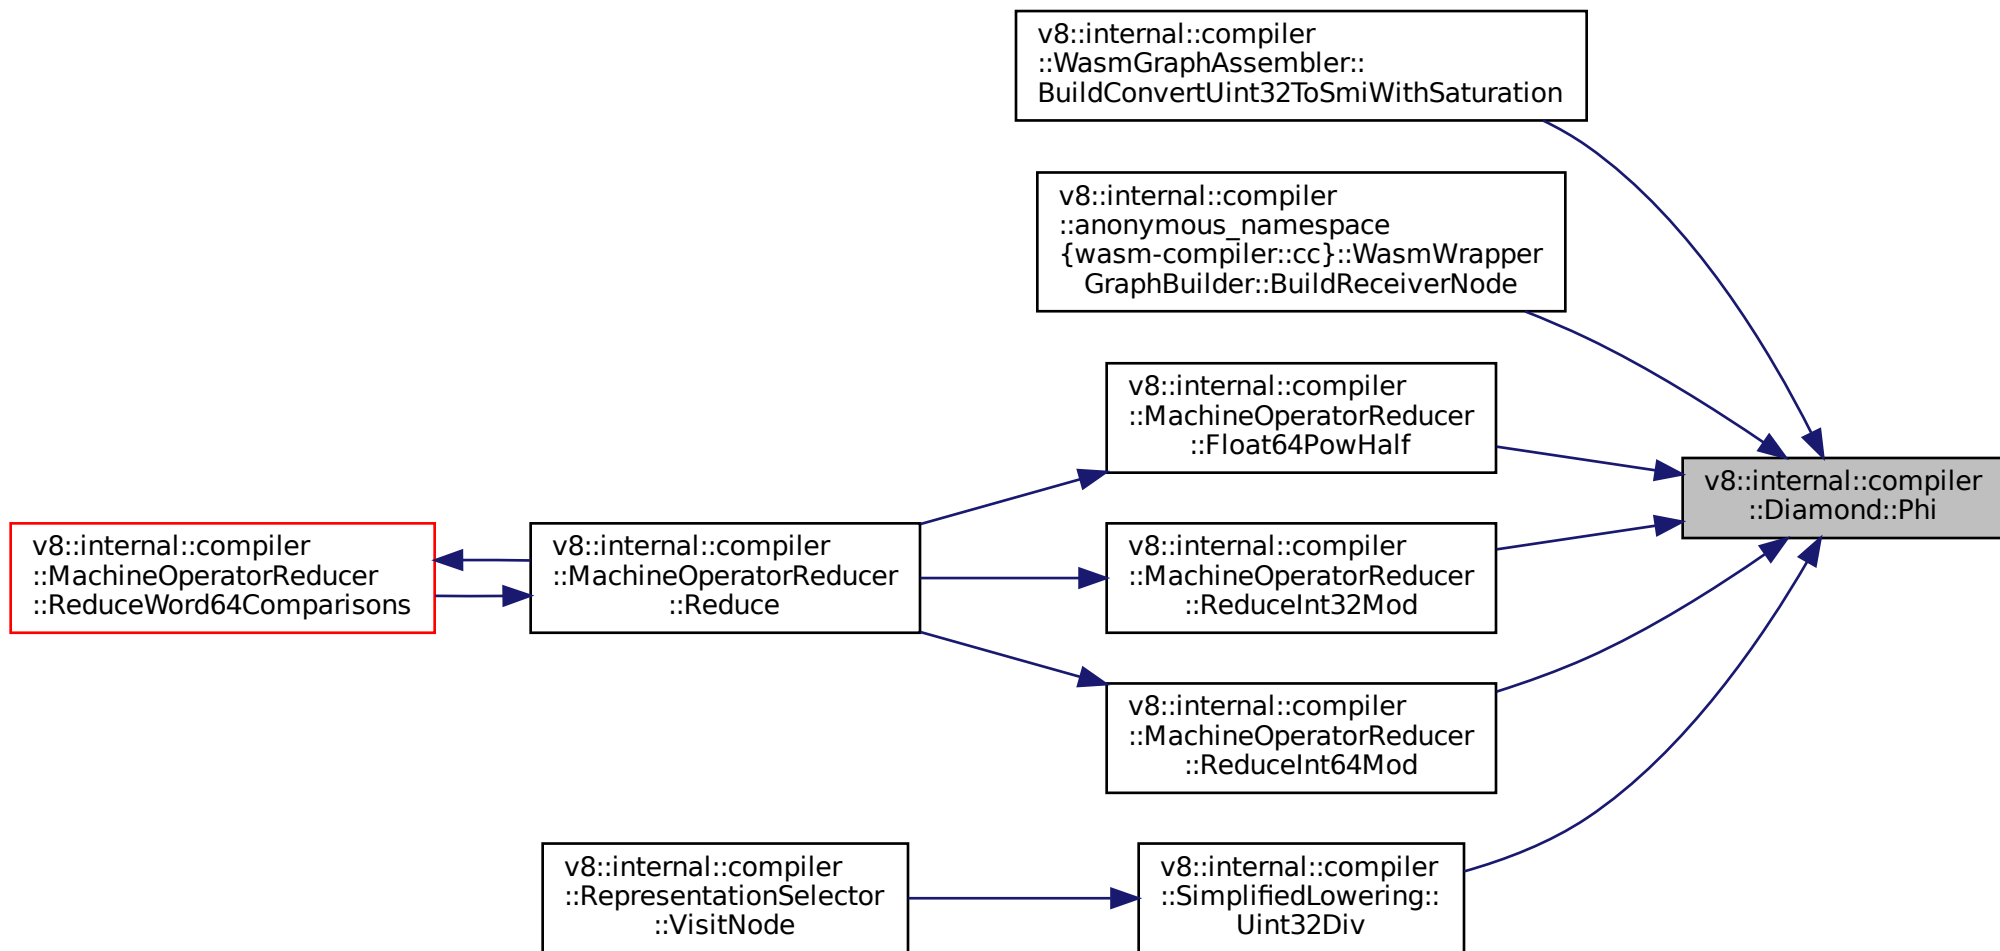 v8::internal::compiler
::WasmGraphAssembler::
BuildConvertUint32ToSmiWithSaturation
v8::internal::compiler
::anonymous_namespace
{wasm-compiler::cc}::WasmWrapper
GraphBuilder::BuildReceiverNode
v8::internal::compiler
::MachineOperatorReducer
::Float64PowHalf
v8::internal::compiler
::Diamond::Phi
v8::internal::compiler
::MachineOperatorReducer
::ReduceWord64Comparisons
v8::internal::compiler
::MachineOperatorReducer
::Reduce
v8::internal::compiler
::MachineOperatorReducer
::ReduceInt32Mod
v8::internal::compiler
::MachineOperatorReducer
::ReduceInt64Mod
v8::internal::compiler
::RepresentationSelector
::VisitNode
v8::internal::compiler
::SimplifiedLowering::
Uint32Div